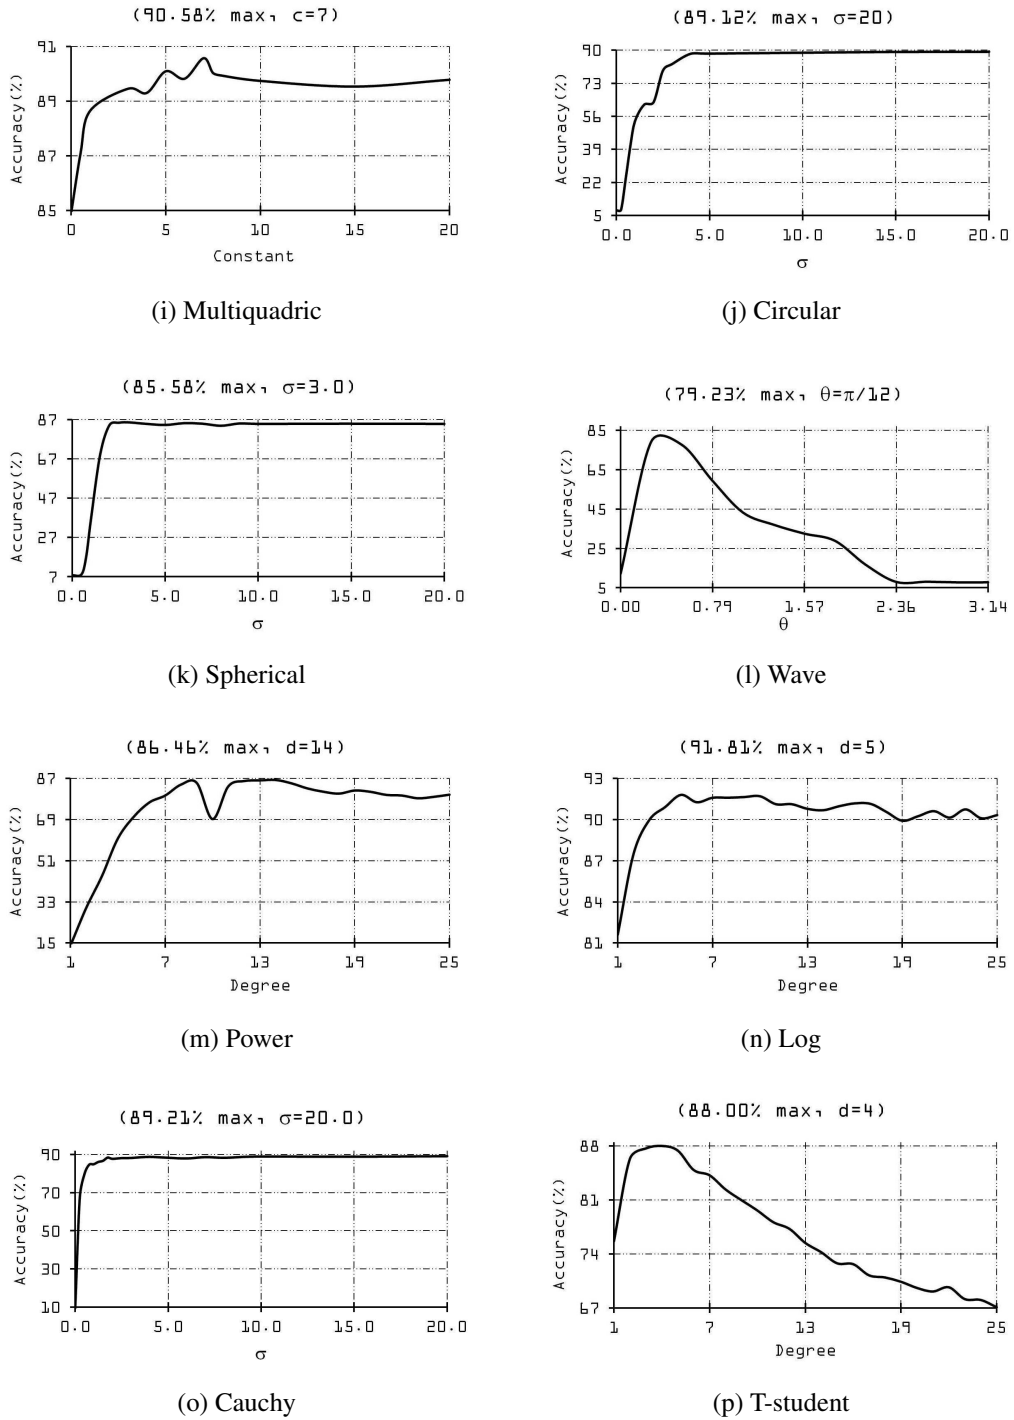 (90.58% max, c=7)
91
89
87
85
Accuracy(%)
0 5 10 15 20
Constant
(i) Multiquadric
(89.12% max, σ=20)
90
73
56
39
22
5
Accuracy(%)
0.0 5.0 10.0 15.0 20.0
σ
(j) Circular
(85.58% max, σ=3.0)
87
67
47
27
7
Accuracy(%)
0.0 5.0 10.0 15.0 20.0
σ
(k) Spherical
(79.23% max, θ=π/12)
85
65
45
25
5
Accuracy(%)
0.00 0.79 1.57 2.36 3.14
θ
(l) Wave
(86.46% max, d=14)
87
69
51
33
15
Accuracy(%)
1 7 13 19 25
Degree
(m) Power
(91.81% max, d=5)
93
90
87
84
81
Accuracy(%)
1 7 13 19 25
Degree
(n) Log
(89.21% max, σ=20.0)
90
70
50
30
10
Accuracy(%)
0.0 5.0 10.0 15.0 20.0
σ
(o) Cauchy
(88.00% max, d=4)
88
81
74
67
Accuracy(%)
1 7 13 19 25
Degree
(p) T-student